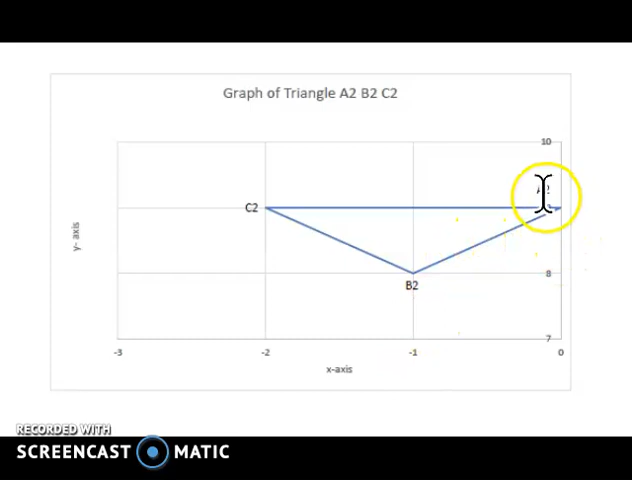 Graph of Triangle A2 B2 C2
10
A2
C2
y- axis
8
B2
7
-3
-2
-1
0
x-axis
RECORDED WITH
SCREENCAST MATIC